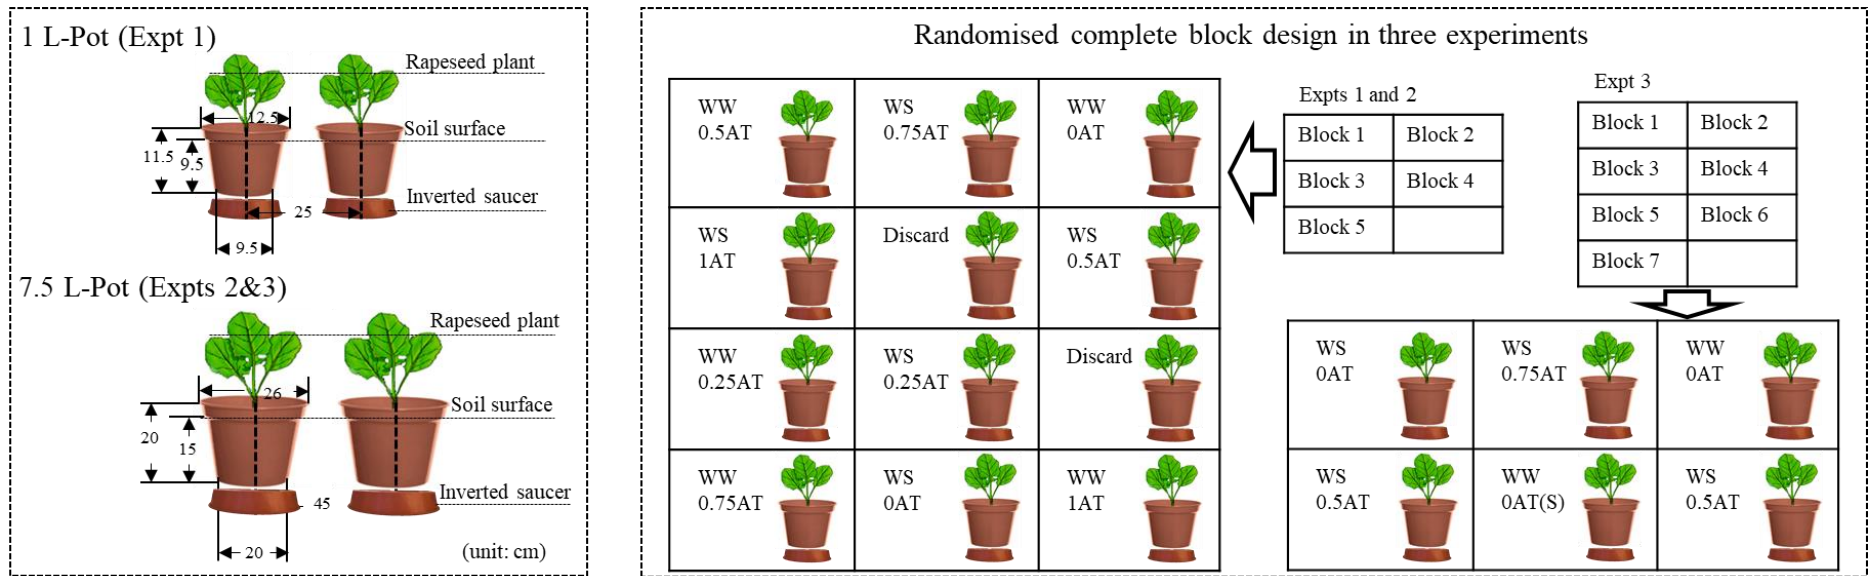 1 L-Pot (Expt 1)
Rapeseed plant
12.5
Soil surface
11.5
9.5
Inverted saucer
25
9.5
7.5 L-Pot (Expts 2&3)
Rapeseed plant
26
Soil surface
20
15
Inverted saucer
45
20
(unit: cm)
Randomised complete block design in three experiments
WW
0.5AT
WS
0.75AT
WW
0AT
WS
1AT
Discard
WS
0.5AT
WW
0.25AT
WS
0.25AT
Discard
WW
0.75AT
WS
0AT
WW
1AT
Expts 1 and 2
Block 1
Block 2
Block 3
Block 4
Block 5
Expt 3
Block 1
Block 2
Block 3
Block 4
Block 5
Block 6
Block 7
WS
0AT
WS
0.75AT
WW
0AT
WS
0.5AT
WW
0AT(S)
WS
0.5AT